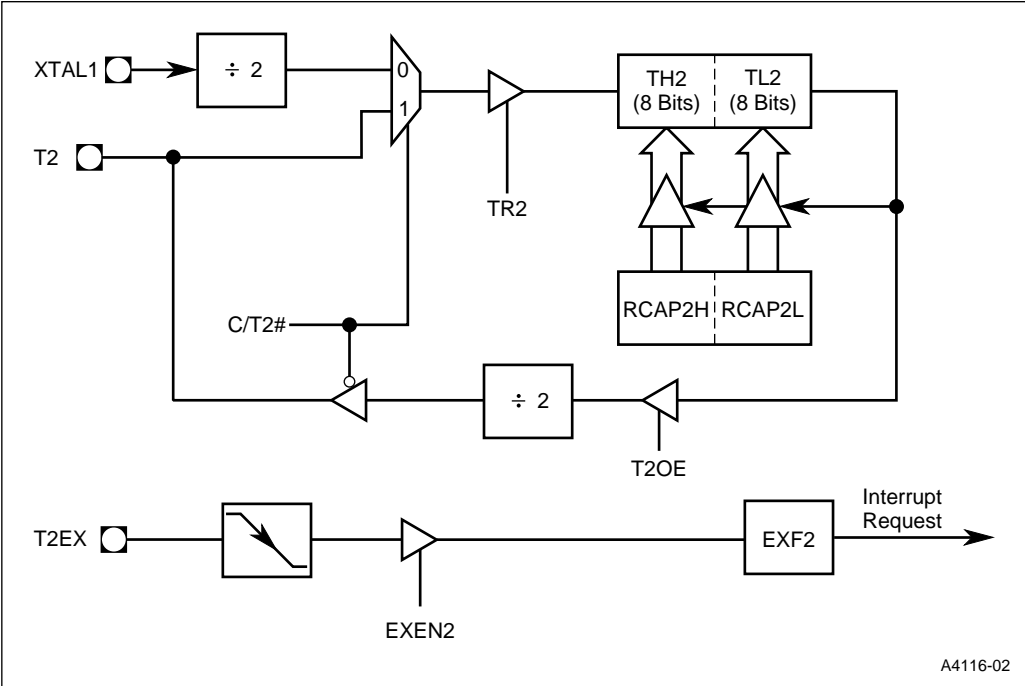 XTAL1
÷ 2
0
1
TH2
(8 Bits)
TL2
(8 Bits)
T2
TR2
RCAP2H
RCAP2L
C/T2#
÷ 2
T2OE
T2EX
EXF2
Interrupt
Request
EXEN2
A4116-02